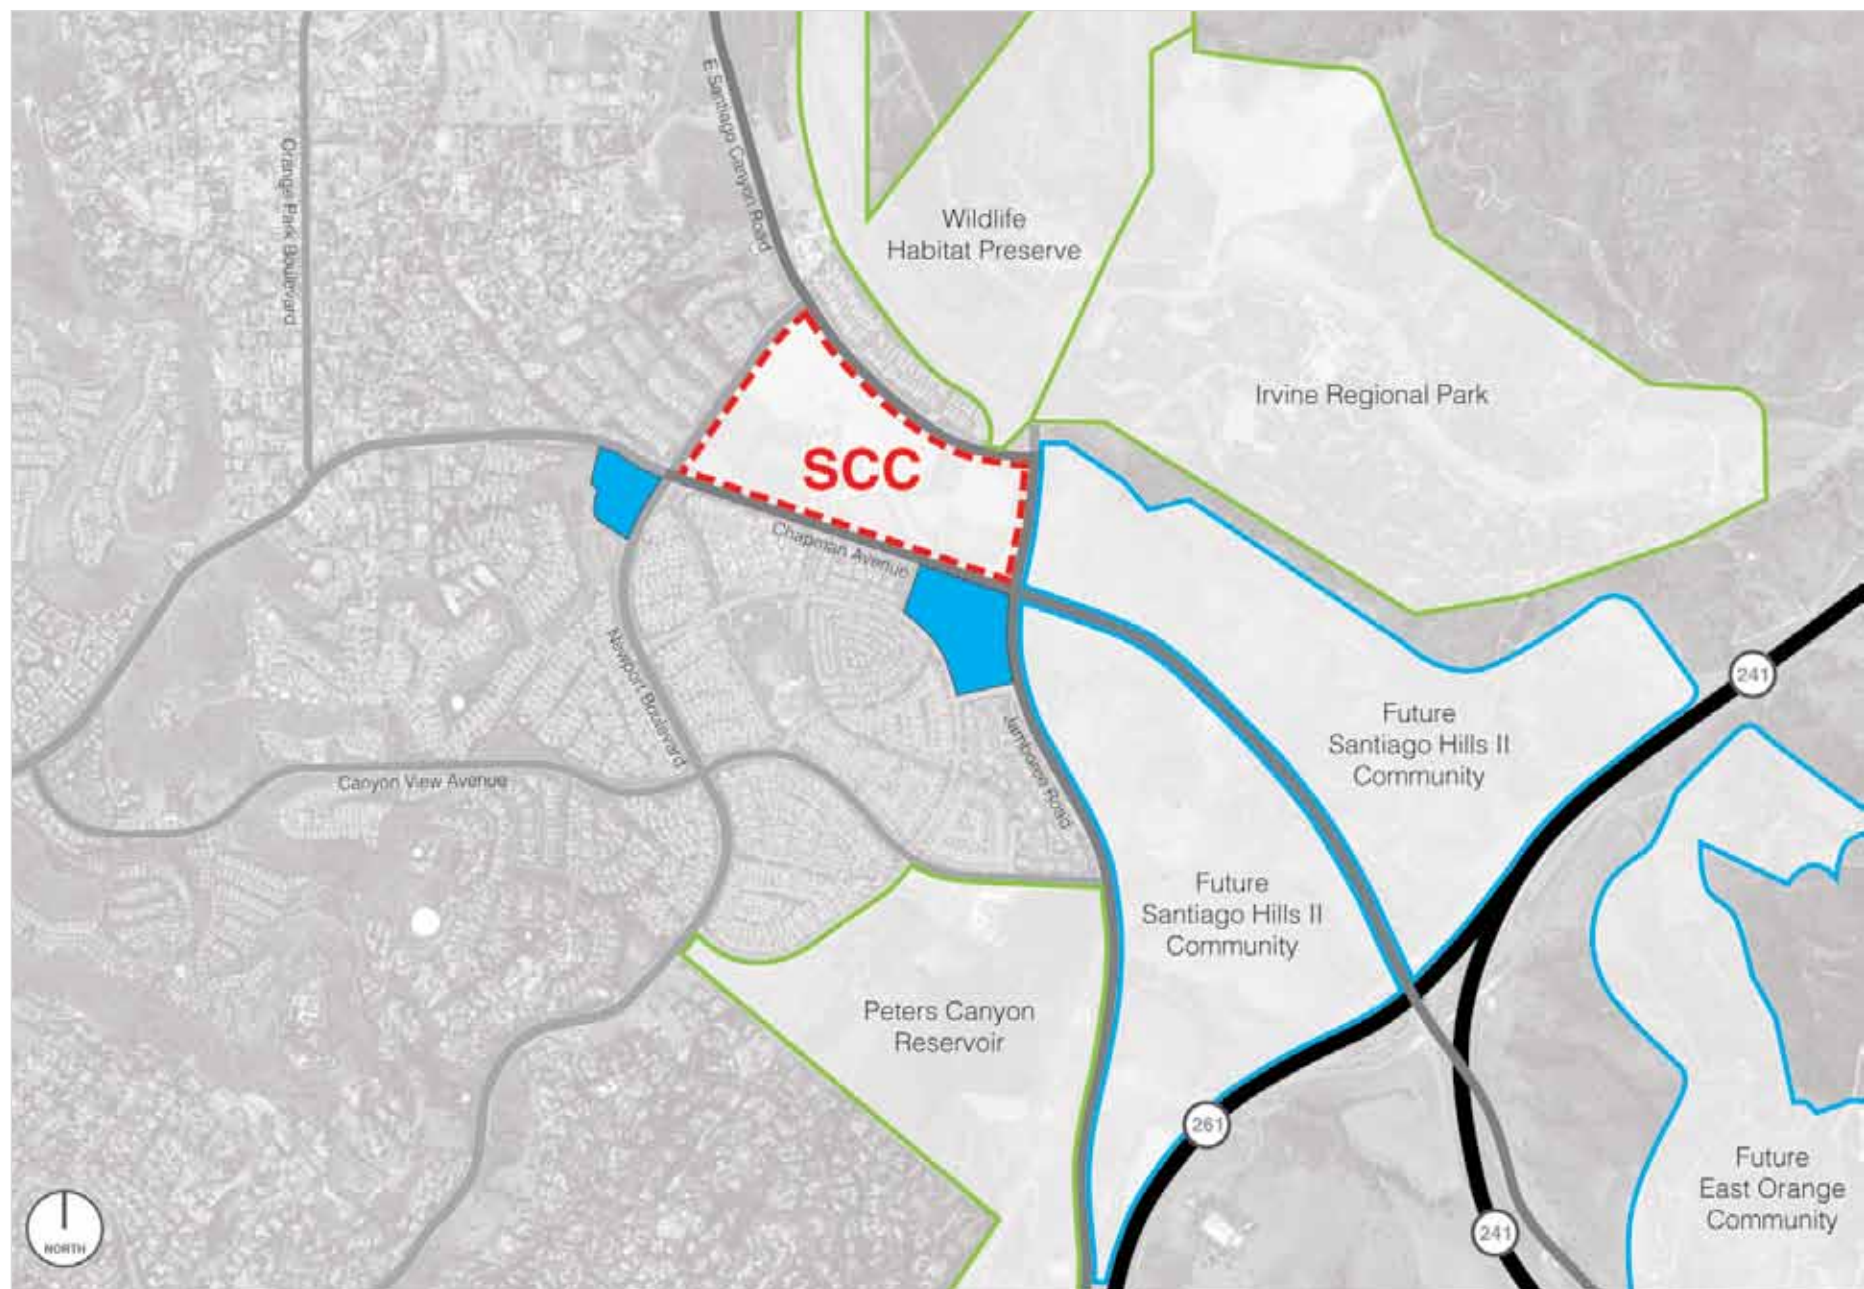 E Santiago Canyon Road
Orange Park Boulevard
Wildlife
Habitat Preserve
Irvine Regional Park
SCC
Chapman Avenue
Newport Boulevard
241
Future
Santiago Hills II
Community
Jamboree Road
Canyon View Avenue
Future
Santiago Hills II
Community
Peters Canyon
Reservoir
261
Future
East Orange
Community
241
NORTH